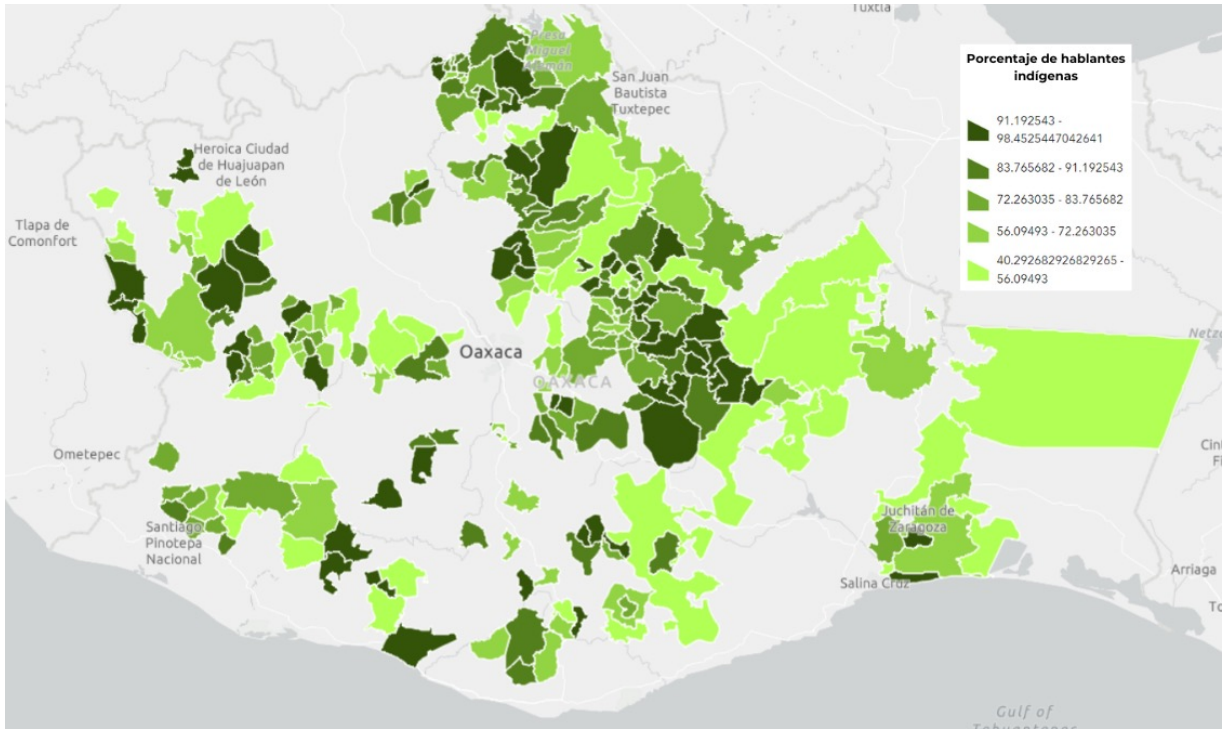 Tuxtla
Presa
Miguel
Alemán
San Juan
Bautista
Tuxtepec
Heroica Ciudad
de Huajuapan
de León
Tlapa de
Comonfort
Oaxaca
OAXACA
Ometepec
Santiago
Pinotepa
Nacional
Juchitán de
Zaragoza
Salina Cruz
Arriaga
Gulf of
Porcentaje de hablantes
indígenas
91.192543 -
98.4525447042641
83.765682 - 91.192543
72.263035 - 83.765682
56.09493 - 72.263035
40.292682926829265 -
56.09493